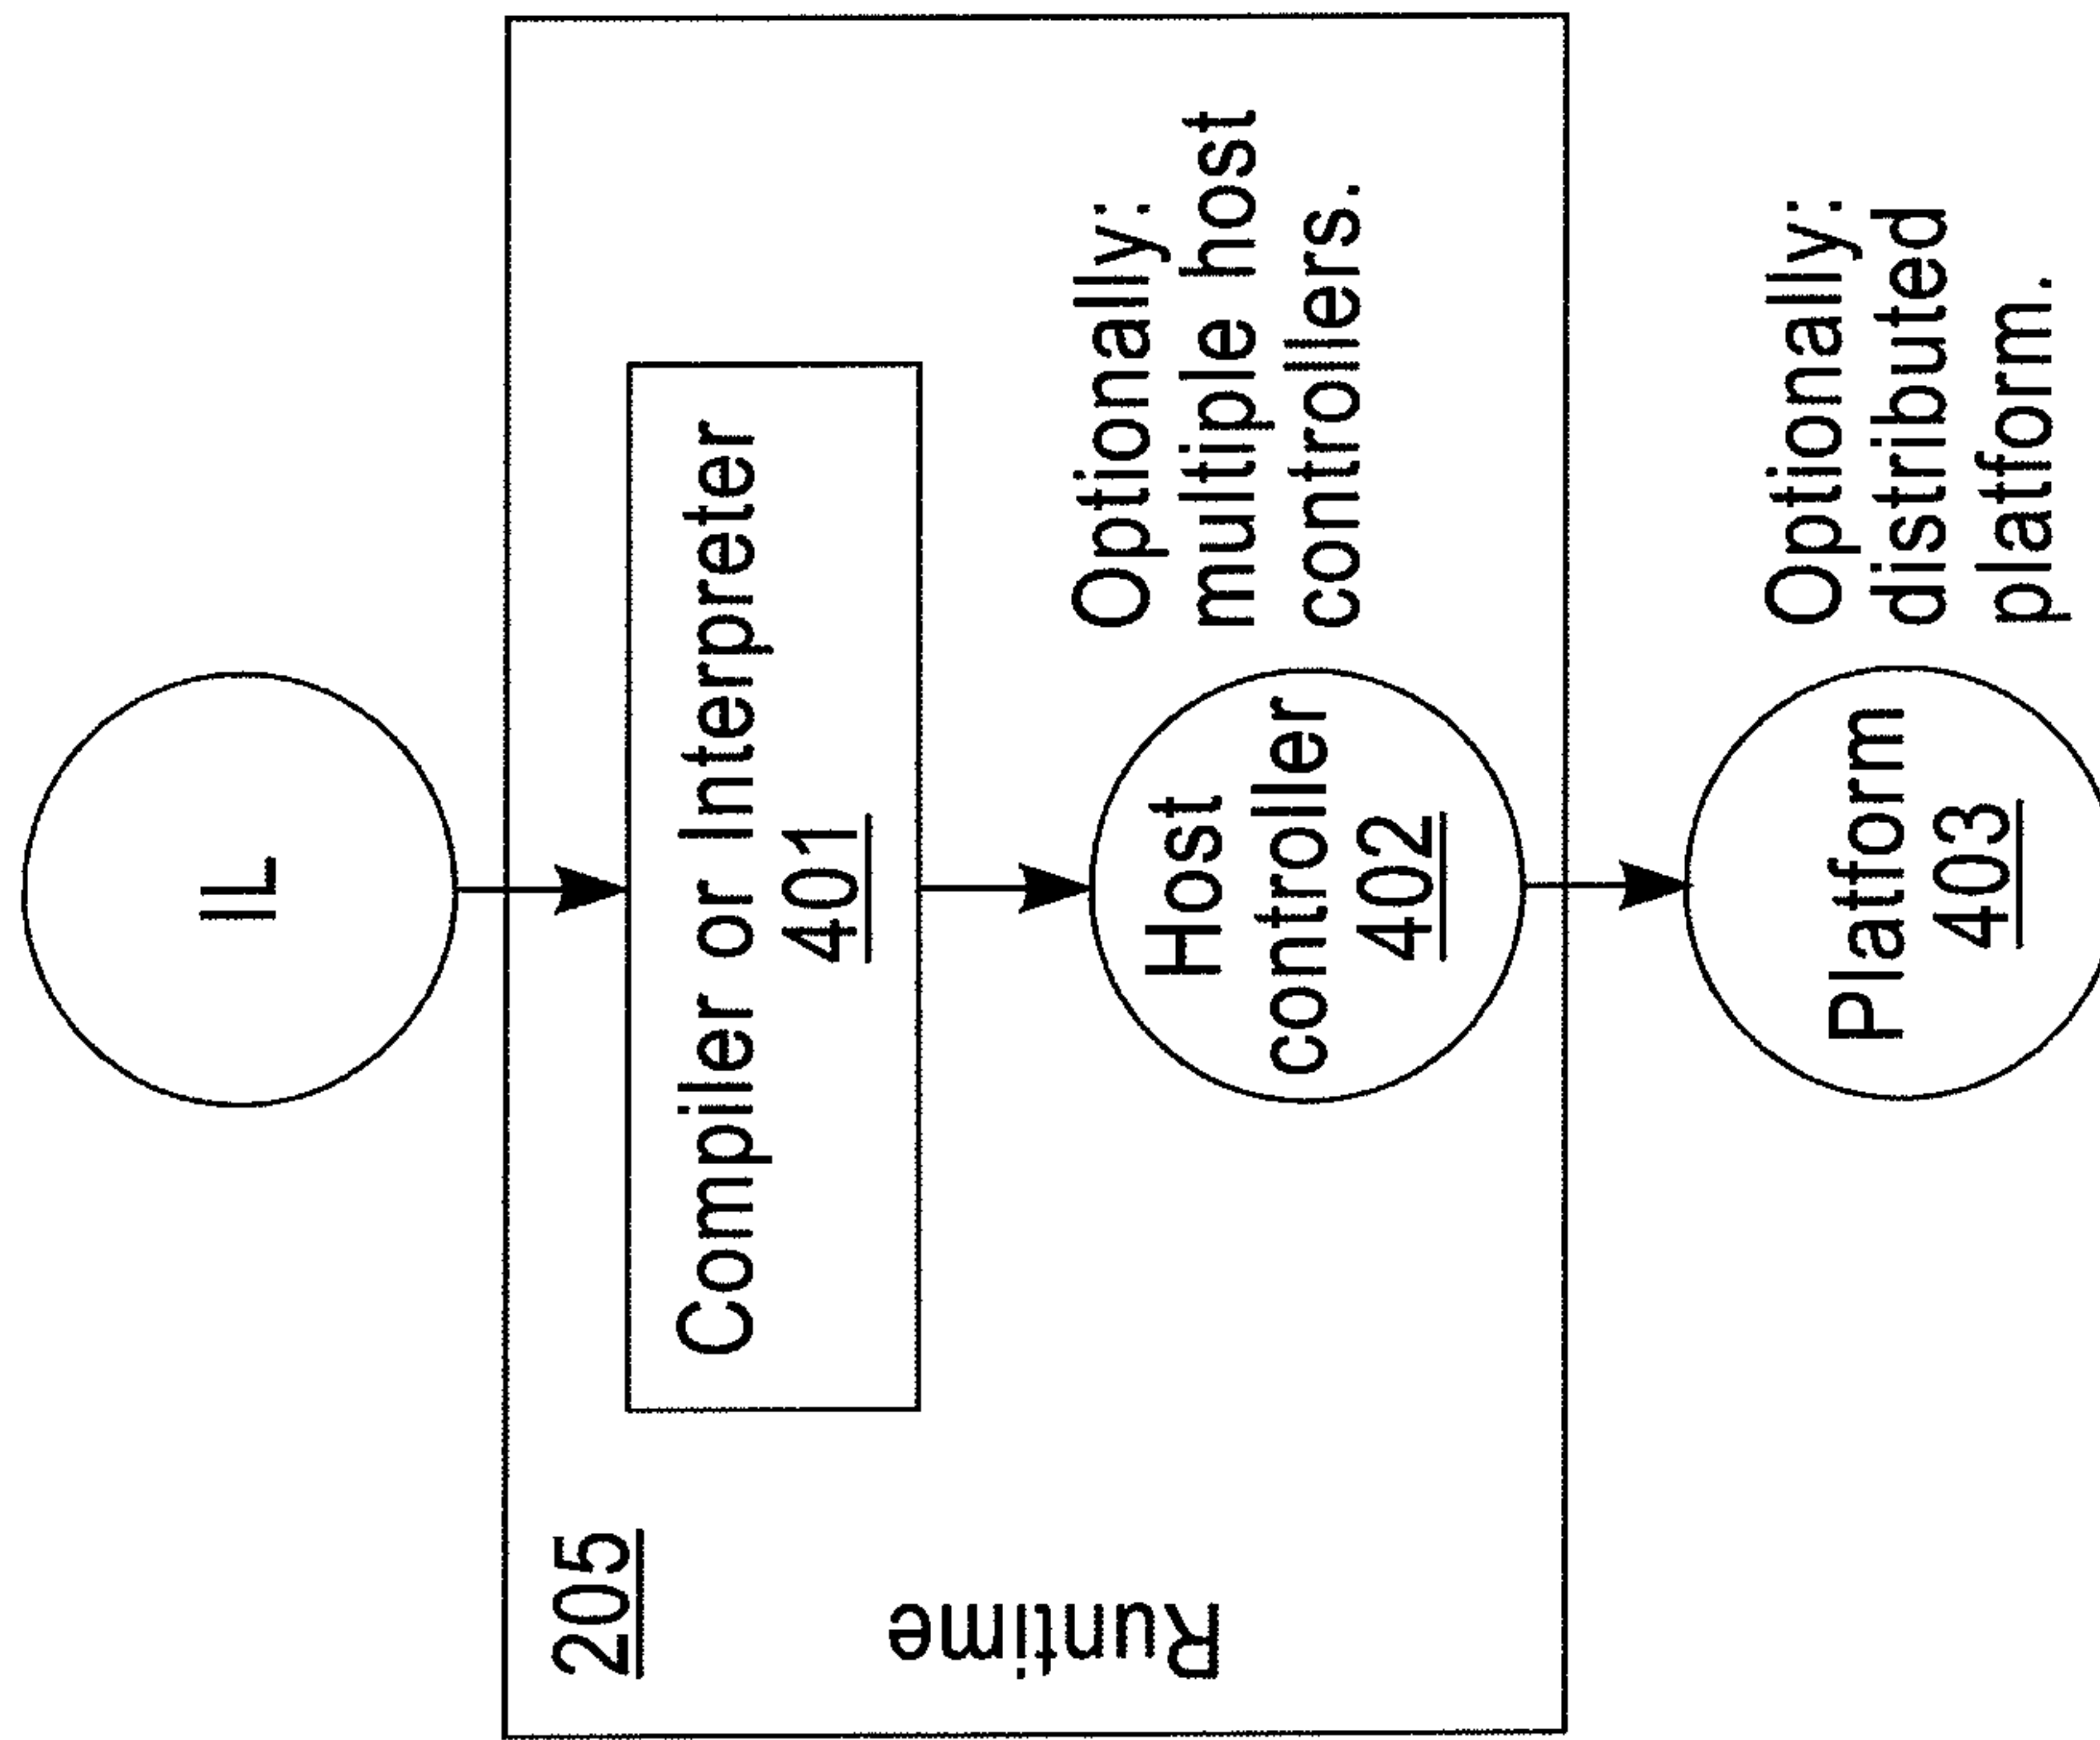 IL
205
Runtime
Compiler or Interpreter
401
Host
controller
402
Optionally:
multiple host
controllers.
Platform
403
Optionally:
distributed
platform.